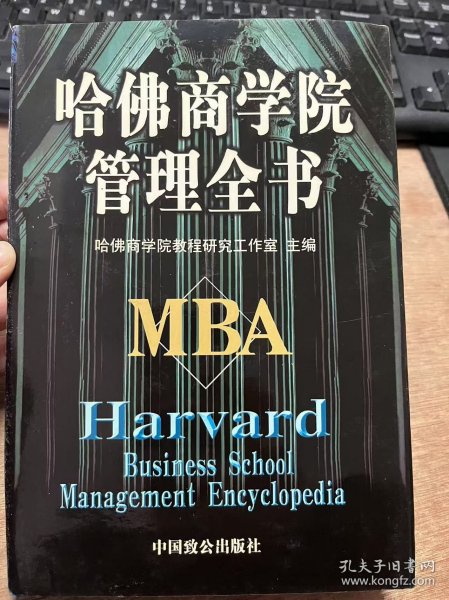 哈佛商学院
管理全书
哈佛商学院教程研究工作室 主编
MBA
Harvard
Business School
Management Encyclopedia
中国致公出版社
孔夫子旧书网
www.kongfz.com